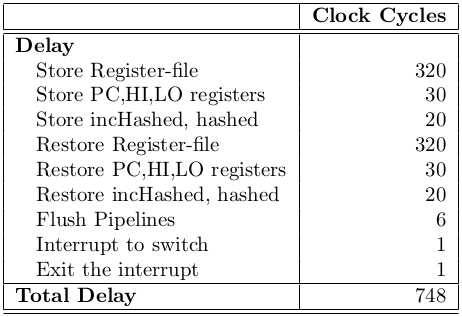 Clock Cycles
Delay
Store Register-file 320
Store PC,HI,LO registers 30
Store incHashed, hashed 20
Restore Register-file 320
Restore PC,HI,LO registers 30
Restore incHashed, hashed 20
Flush Pipelines 6
Interrupt to switch 1
Exit the interrupt 1
Total Delay 748